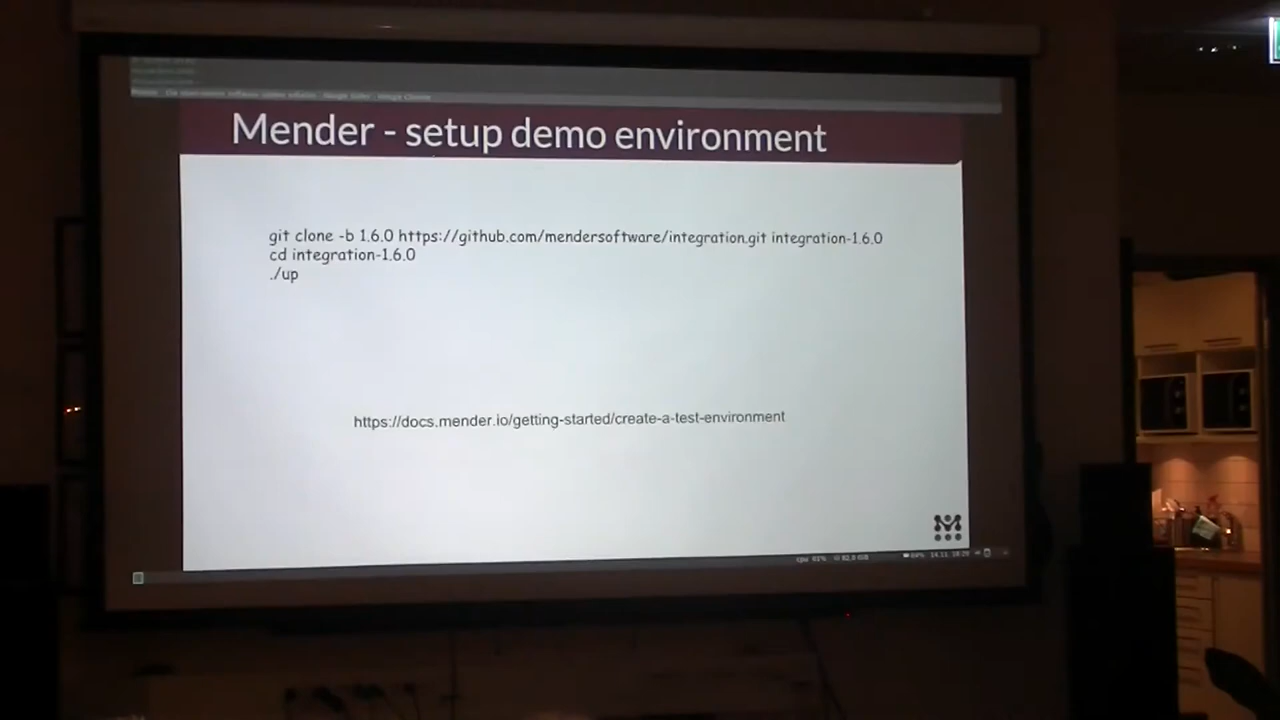 Mender - setup demo environment
git clone -b 1.6.0 https://github.com/mendersoftware/integration.git integration-1.6.0
cd integration-1.6.0
./up
https://docs.mender.io/getting-started/create-a-test-environment